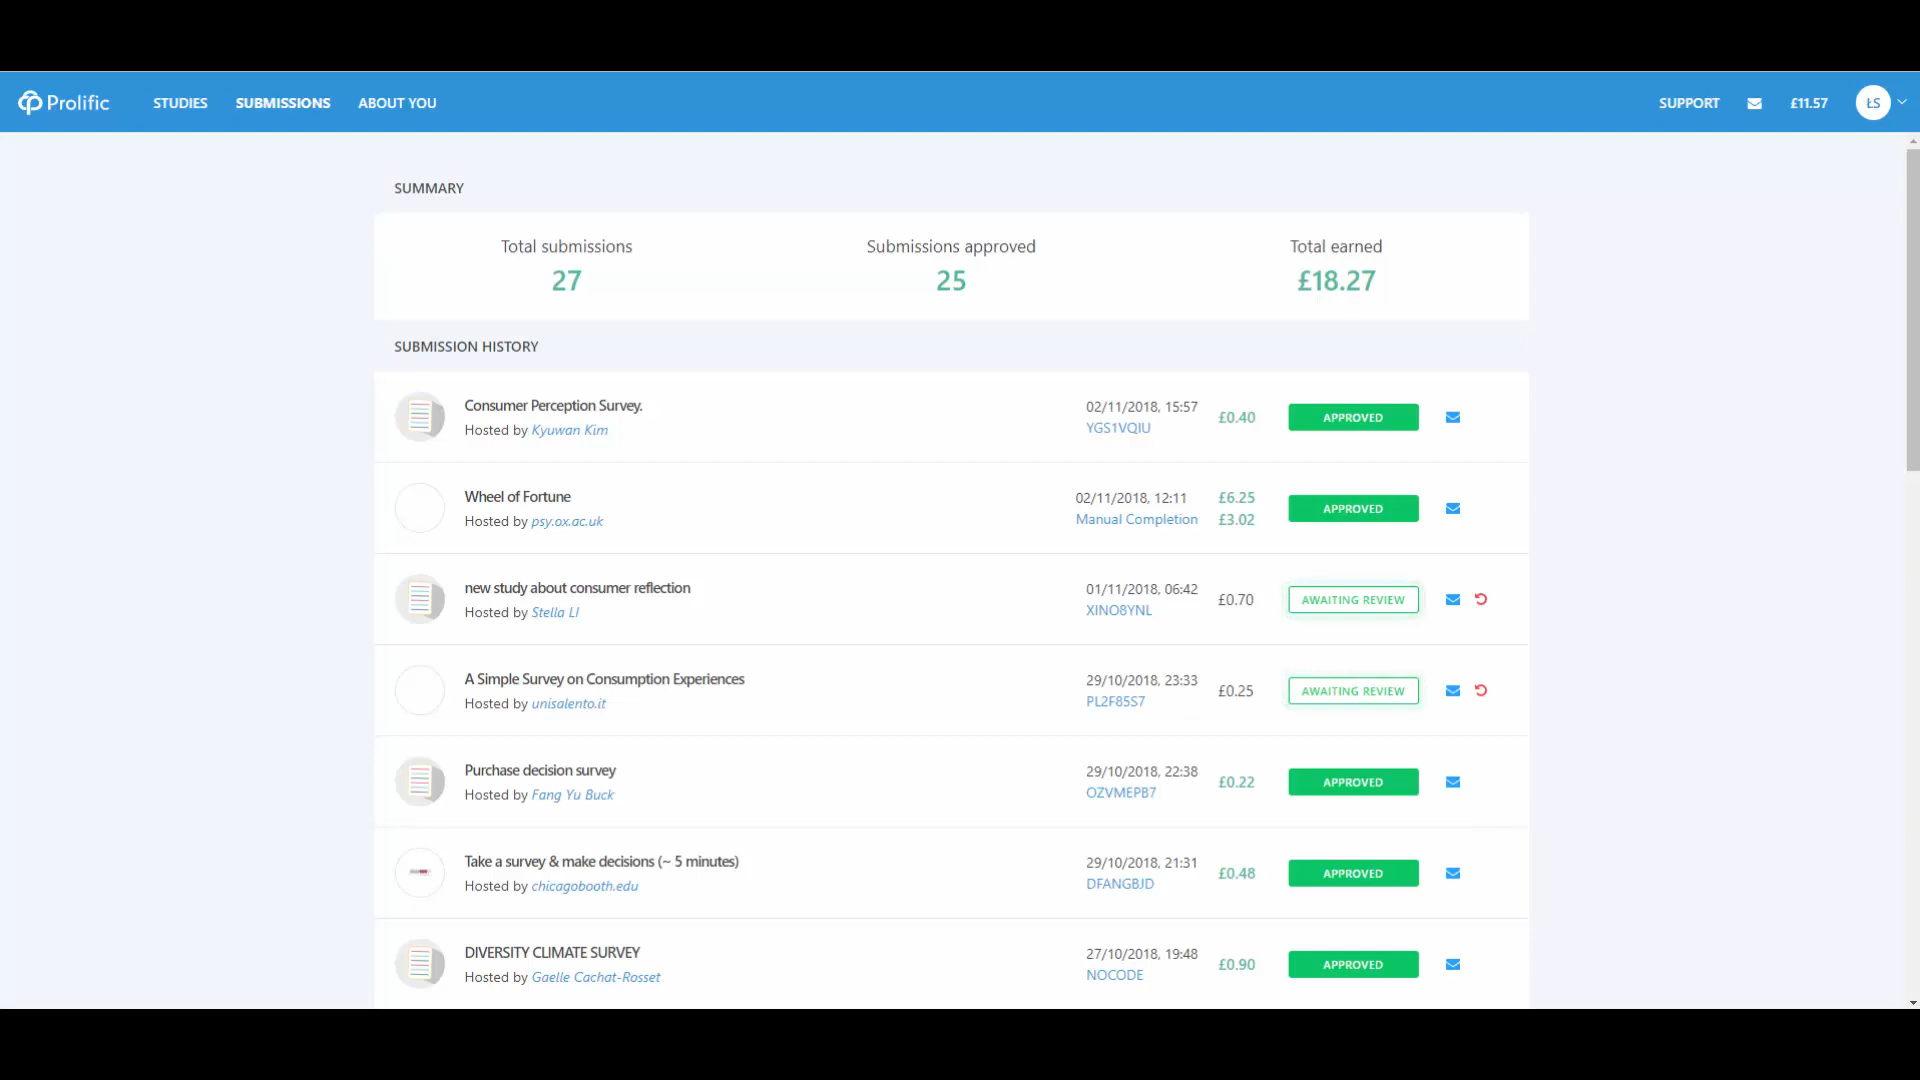 Prolific STUDIES SUBMISSIONS ABOUT YOU SUPPORT £11.57 ŁS
SUMMARY
Total submissions Submissions approved Total earned
27 25 £18.27
SUBMISSION HISTORY
Consumer Perception Survey. 02/11/2018, 15:57 £0.40 APPROVED
Hosted by Kyuwan Kim YGS1VQIU
Wheel of Fortune 02/11/2018, 12:11 £6.25 APPROVED
Hosted by psy.ox.ac.uk Manual Completion £3.02
new study about consumer reflection 01/11/2018, 06:42 £0.70 AWAITING REVIEW
Hosted by Stella LI XINO8YNL
A Simple Survey on Consumption Experiences 29/10/2018, 23:33 £0.25 AWAITING REVIEW
Hosted by unisalento.it PL2F85S7
Purchase decision survey 29/10/2018, 22:38 £0.22 APPROVED
Hosted by Fang Yu Buck OZVMEPB7
Take a survey & make decisions (~ 5 minutes) 29/10/2018, 21:31 £0.48 APPROVED
Hosted by chicagobooth.edu DFANGBJD
DIVERSITY CLIMATE SURVEY 27/10/2018, 19:48 £0.90 APPROVED
Hosted by Gaelle Cachat-Rosset NOCODE